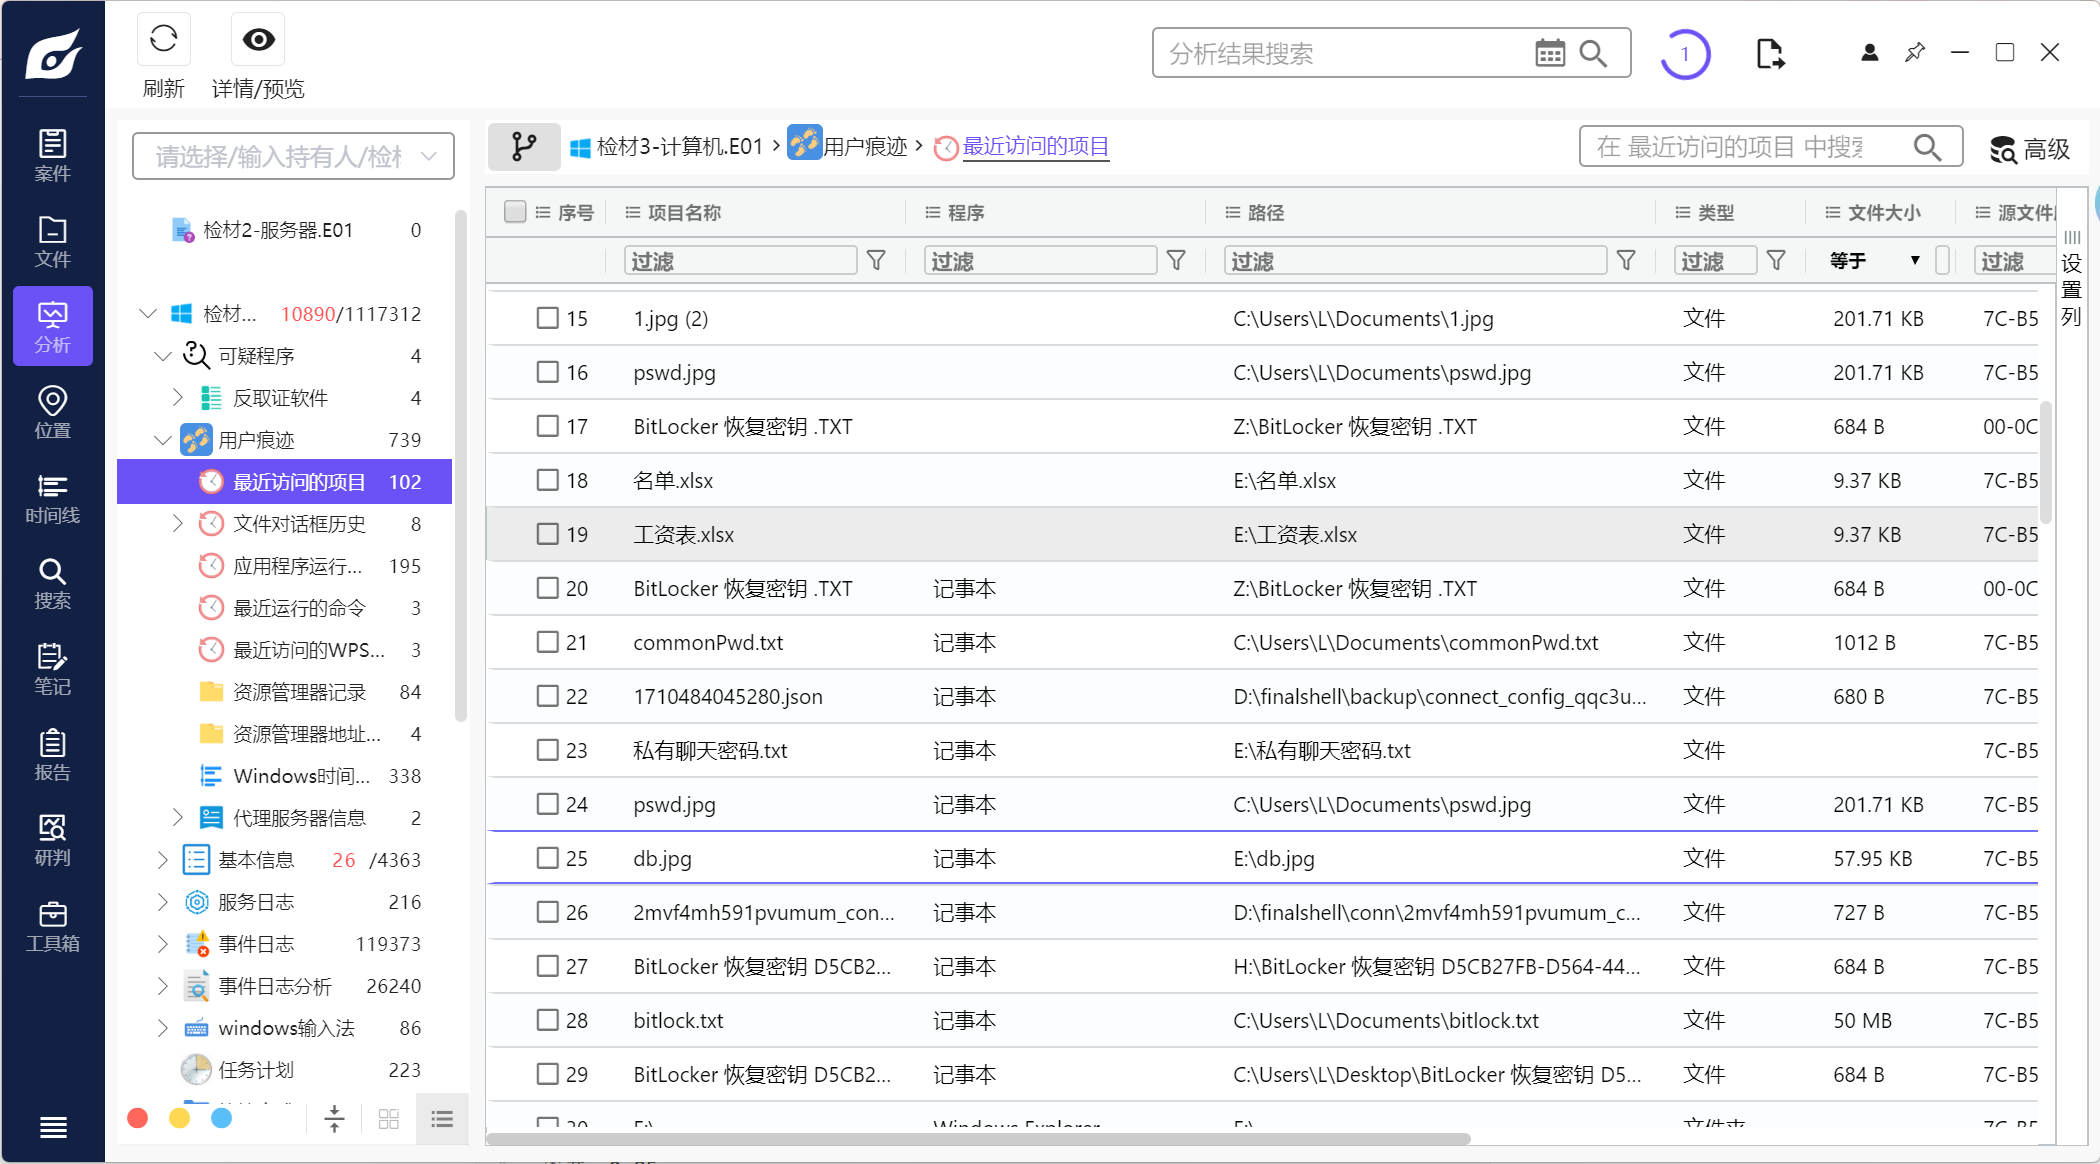 刷新
详情/预览
分析结果搜索
1
案件
文件
分析
位置
时间线
搜索
笔记
报告
研判
工具箱
请选择/输入持有人/检材
检材2-服务器.E01 0
检材... 10890/1117312
可疑程序 4
反取证软件 4
用户痕迹 739
最近访问的项目 102
文件对话框历史 8
应用程序运行... 195
最近运行的命令 3
最近访问的WPS... 3
资源管理器记录 84
资源管理器地址... 4
Windows时间... 338
代理服务器信息 2
基本信息 26 /4363
服务日志 216
事件日志 119373
事件日志分析 26240
windows输入法 86
任务计划 223
检材3-计算机.E01 › 用户痕迹 › 最近访问的项目
在 最近访问的项目 中搜索
高级
序号 项目名称 程序 路径 类型 文件大小 源文件
过滤 过滤 过滤 过滤 等于 过滤
设置列
15 1.jpg (2) C:\Users\L\Documents\1.jpg 文件 201.71 KB 7C-B5
16 pswd.jpg C:\Users\L\Documents\pswd.jpg 文件 201.71 KB 7C-B5
17 BitLocker 恢复密钥 .TXT Z:\BitLocker 恢复密钥 .TXT 文件 684 B 00-0C
18 名单.xlsx E:\名单.xlsx 文件 9.37 KB 7C-B5
19 工资表.xlsx E:\工资表.xlsx 文件 9.37 KB 7C-B5
20 BitLocker 恢复密钥 .TXT 记事本 Z:\BitLocker 恢复密钥 .TXT 文件 684 B 00-0C
21 commonPwd.txt 记事本 C:\Users\L\Documents\commonPwd.txt 文件 1012 B 7C-B5
22 1710484045280.json 记事本 D:\finalshell\backup\connect_config_qqc3u... 文件 680 B 7C-B5
23 私有聊天密码.txt 记事本 E:\私有聊天密码.txt 文件 7C-B5
24 pswd.jpg 记事本 C:\Users\L\Documents\pswd.jpg 文件 201.71 KB 7C-B5
25 db.jpg 记事本 E:\db.jpg 文件 57.95 KB 7C-B5
26 2mvf4mh591pvumum_con... 记事本 D:\finalshell\conn\2mvf4mh591pvumum_c... 文件 727 B 7C-B5
27 BitLocker 恢复密钥 D5CB2... 记事本 H:\BitLocker 恢复密钥 D5CB27FB-D564-44... 文件 684 B 7C-B5
28 bitlock.txt 记事本 C:\Users\L\Documents\bitlock.txt 文件 50 MB 7C-B5
29 BitLocker 恢复密钥 D5CB2... 记事本 C:\Users\L\Desktop\BitLocker 恢复密钥 D5... 文件 684 B 7C-B5
30 Windows Explorer 文件夹